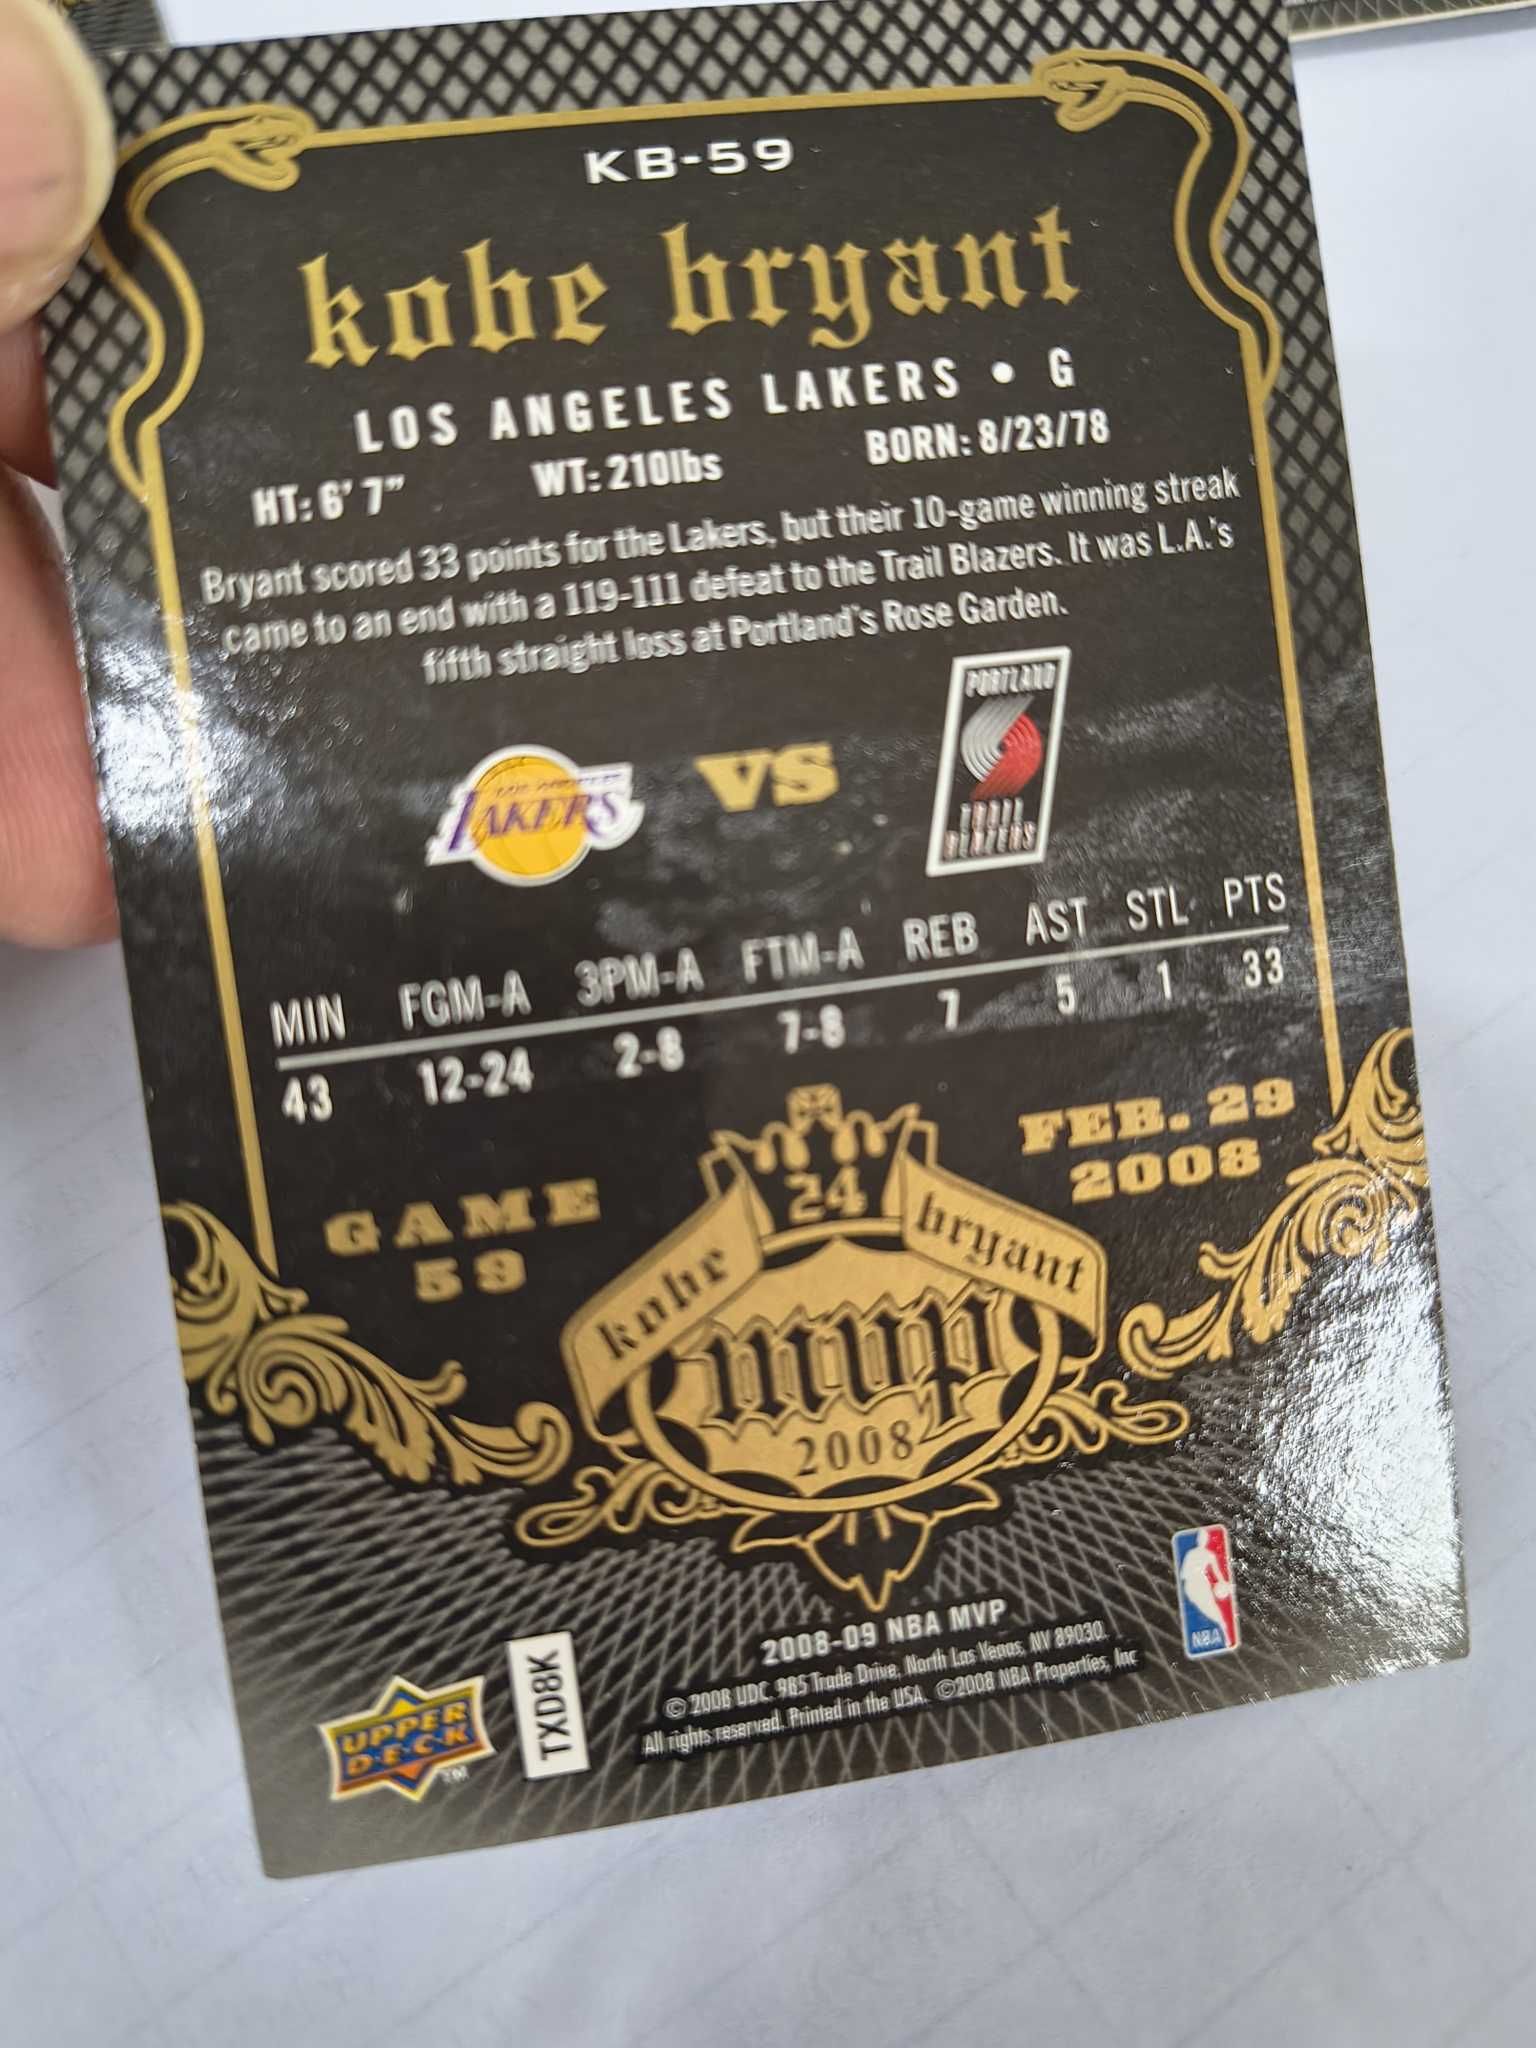 KB-59
kobe bryant
LOS ANGELES LAKERS • G
HT: 6' 7" WT: 210lbs BORN: 8/23/78
Bryant scored 33 points for the Lakers, but their 10-game winning streak
came to an end with a 119-111 defeat to the Trail Blazers. It was L.A.'s
fifth straight loss at Portland's Rose Garden.
LOS ANGELES
LAKERS
VS
PORTLAND
TRAIL
BLAZERS
MIN FGM-A 3PM-A FTM-A REB AST STL PTS
43 12-24 2-8 7-8 7 5 1 33
GAME
59
FEB. 29
2008
24
kobe bryant
mvp
2008
2008-09 NBA MVP
© 2008 UDC. 985 Trade Drive, North Las Vegas, NV 89030.
All rights reserved. Printed in the USA. ©2008 NBA Properties, Inc
UPPER
D·E·C·K
TM
TXD8K
NBA